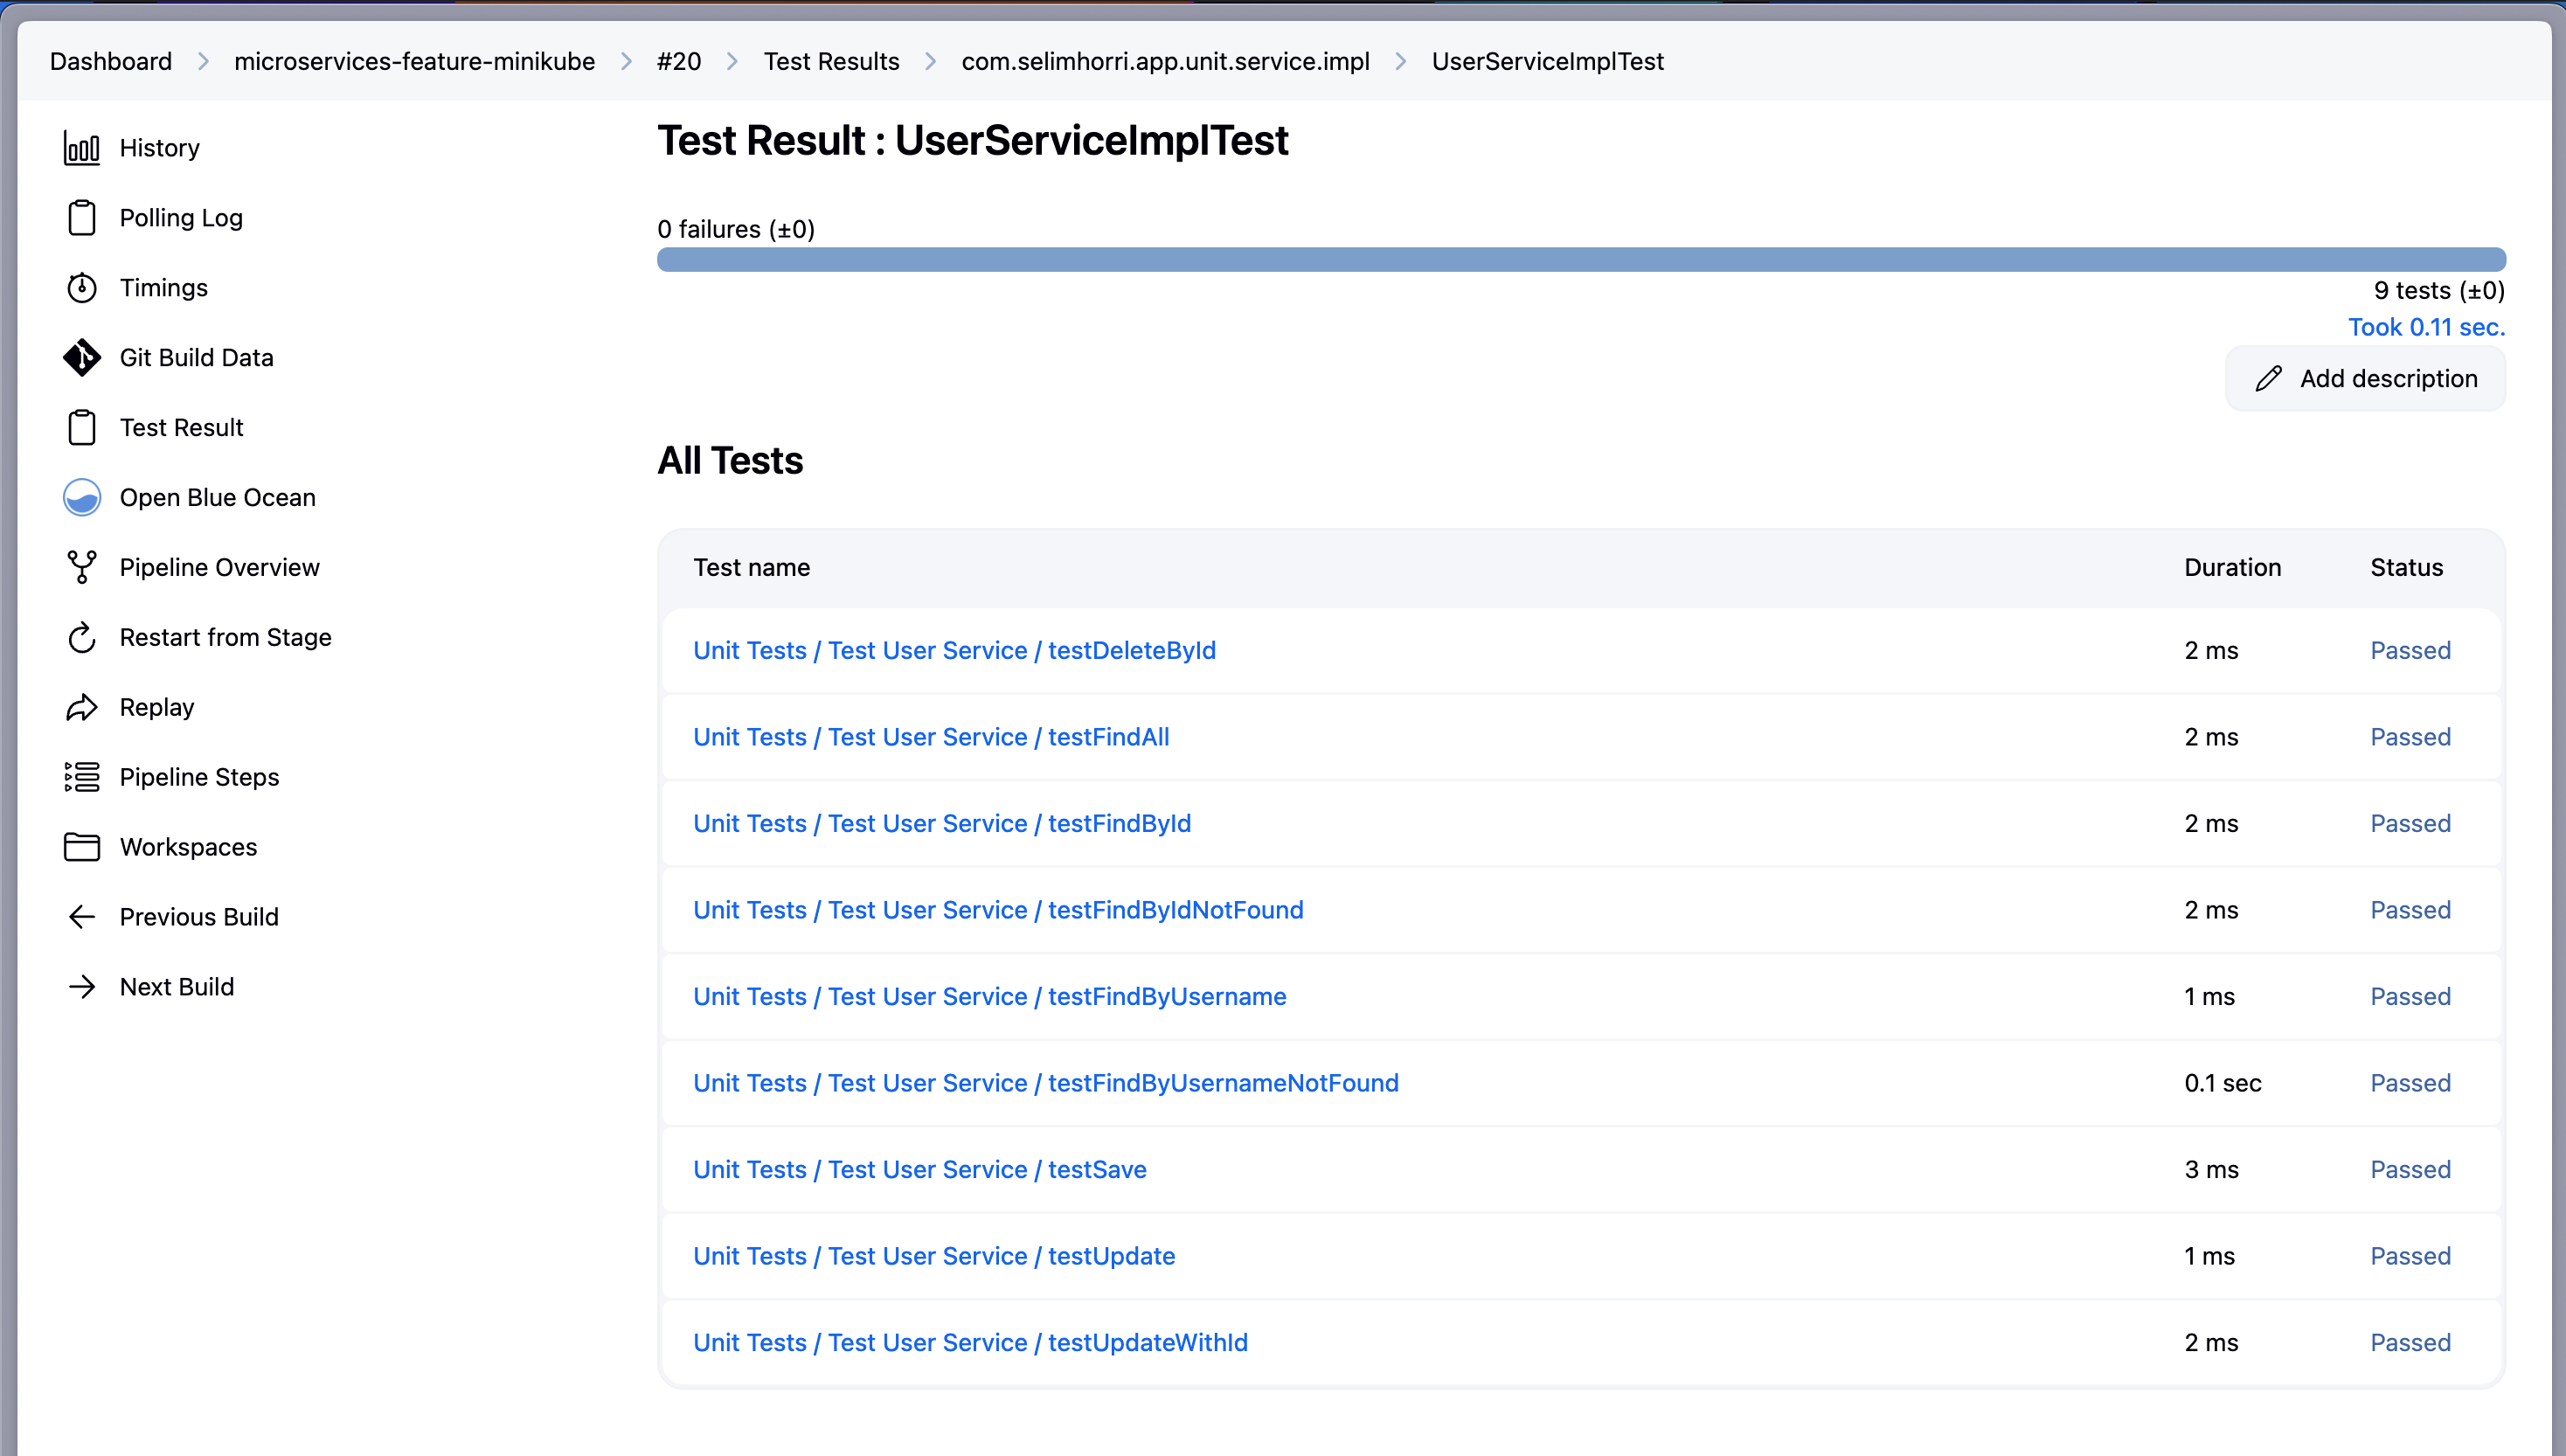 Dashboard > microservices-feature-minikube > #20 > Test Results > com.selimhorri.app.unit.service.impl > UserServiceImplTest
History
Polling Log
Timings
Git Build Data
Test Result
Open Blue Ocean
Pipeline Overview
Restart from Stage
Replay
Pipeline Steps
Workspaces
Previous Build
Next Build
Test Result : UserServiceImplTest
0 failures (±0)
9 tests (±0)
Took 0.11 sec.
Add description
All Tests
Test name Duration Status
Unit Tests / Test User Service / testDeleteById 2 ms Passed
Unit Tests / Test User Service / testFindAll 2 ms Passed
Unit Tests / Test User Service / testFindById 2 ms Passed
Unit Tests / Test User Service / testFindByIdNotFound 2 ms Passed
Unit Tests / Test User Service / testFindByUsername 1 ms Passed
Unit Tests / Test User Service / testFindByUsernameNotFound 0.1 sec Passed
Unit Tests / Test User Service / testSave 3 ms Passed
Unit Tests / Test User Service / testUpdate 1 ms Passed
Unit Tests / Test User Service / testUpdateWithId 2 ms Passed